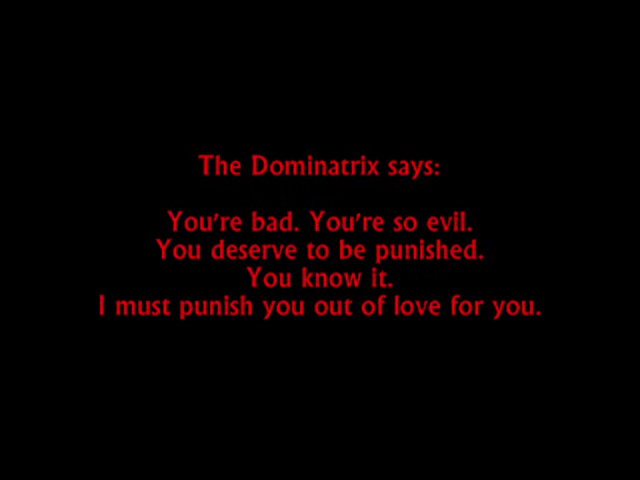 The Dominatrix says:
You're bad. You're so evil.
You deserve to be punished.
You know it.
I must punish you out of love for you.